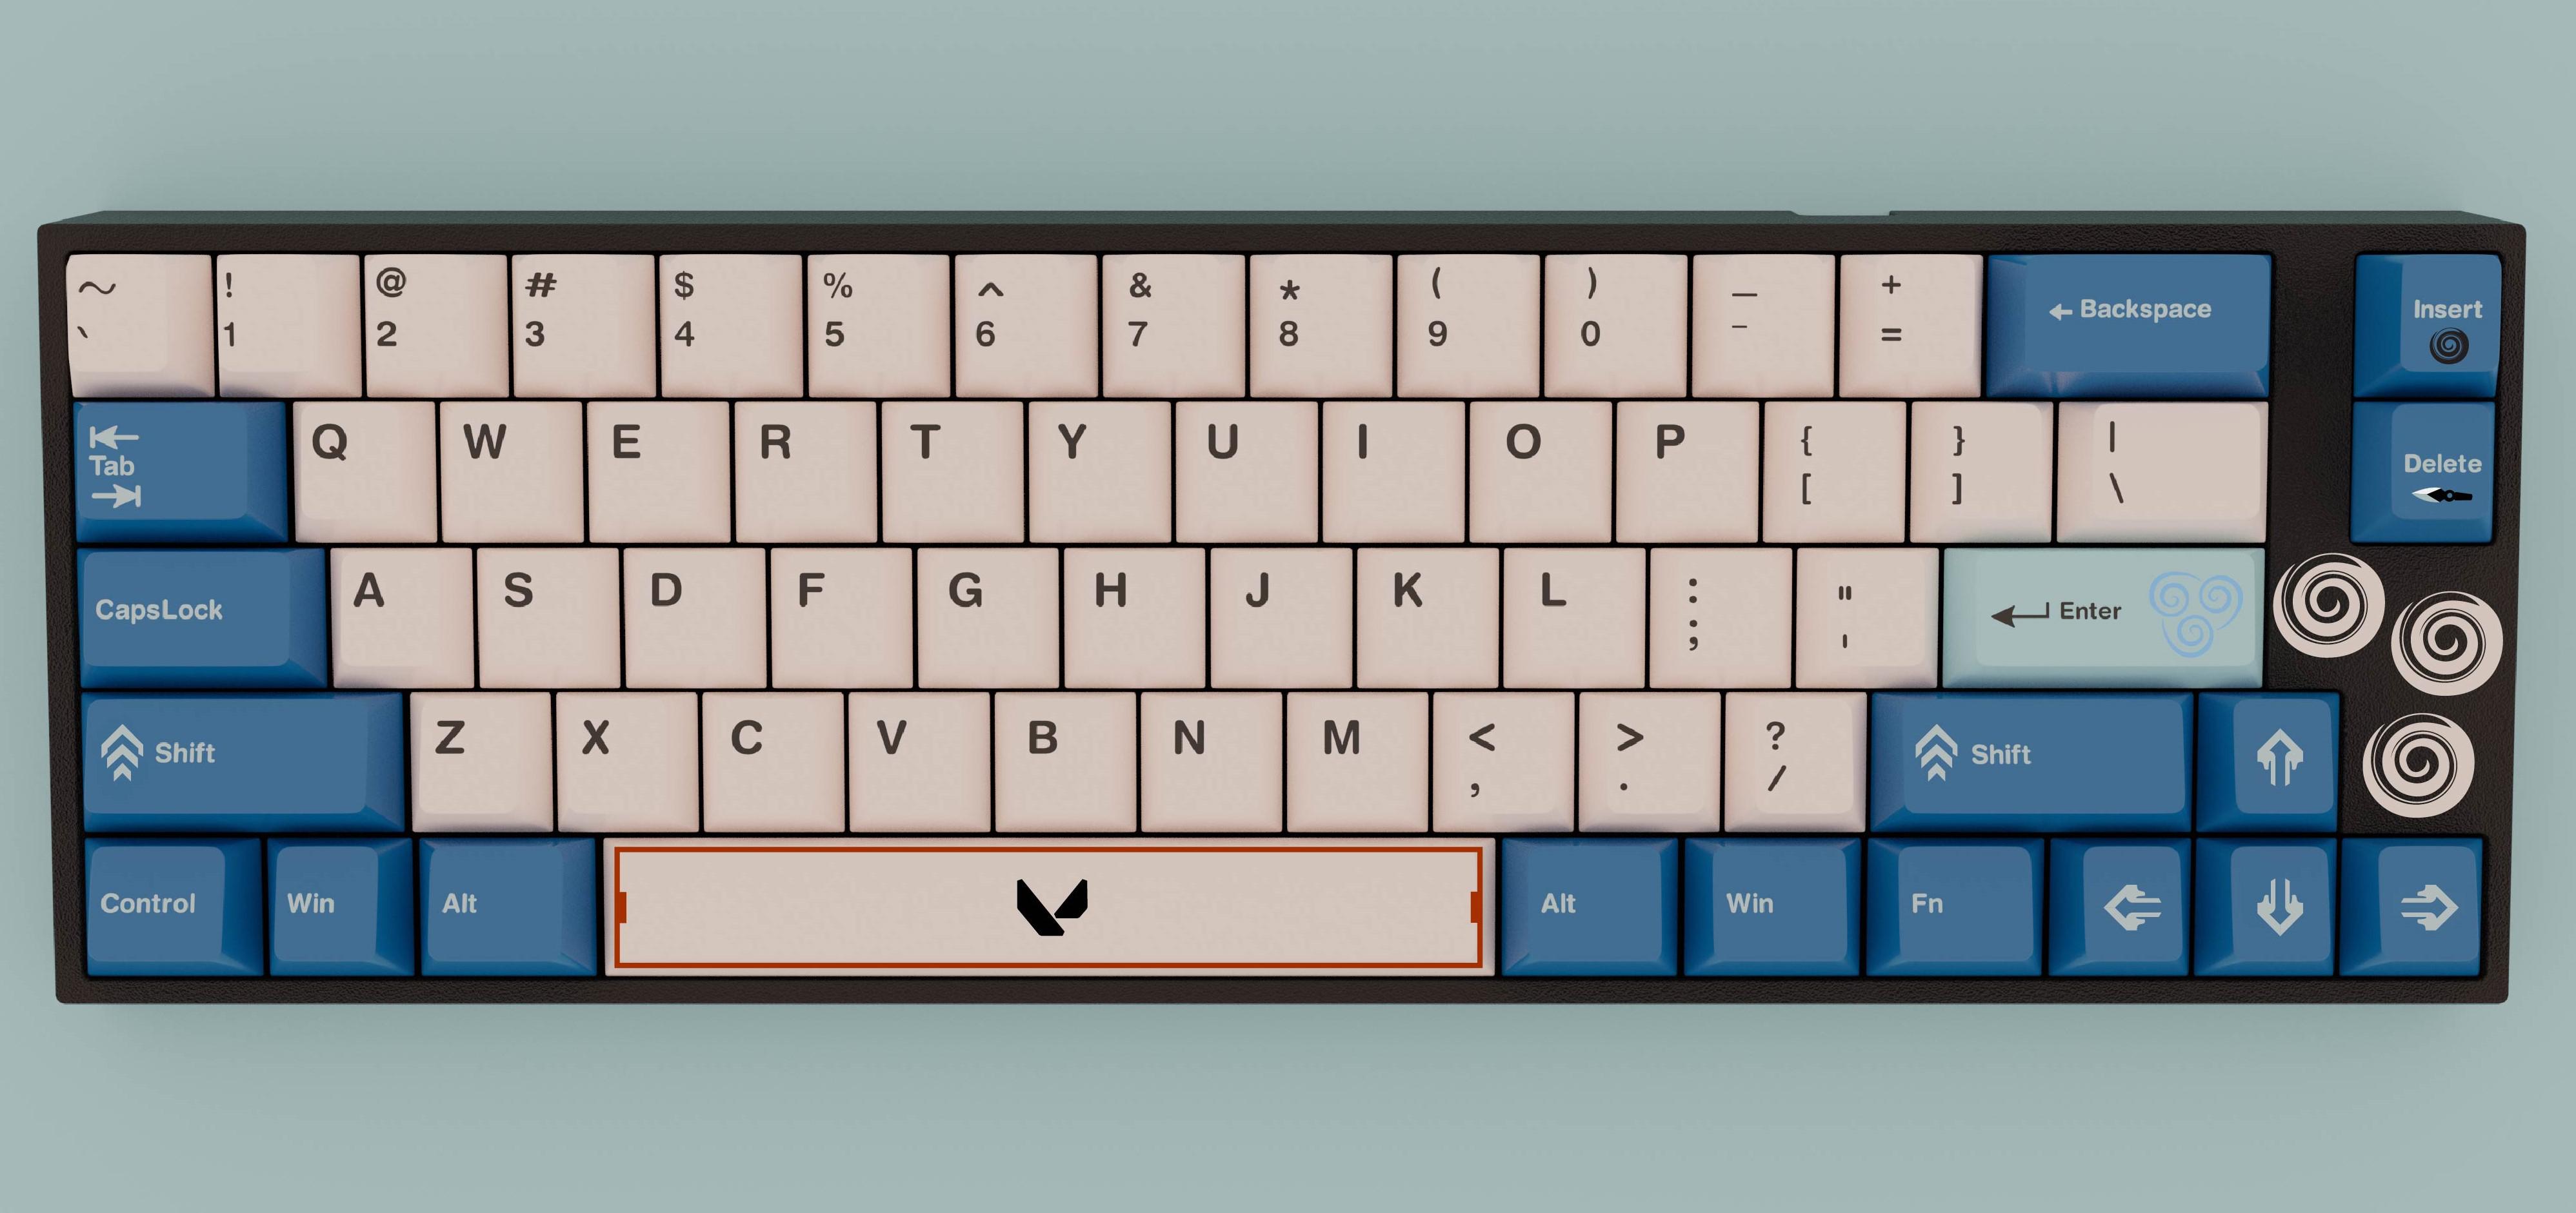 ~ ! @ # $ % ^ & * ( ) _ +
` 1 2 3 4 5 6 7 8 9 0 - = ← Backspace Insert
Tab Q W E R T Y U I O P { } | Delete
[ ] \
CapsLock A S D F G H J K L : " Enter
; '
Shift Z X C V B N M < > ? Shift
, . /
Control Win Alt Alt Win Fn